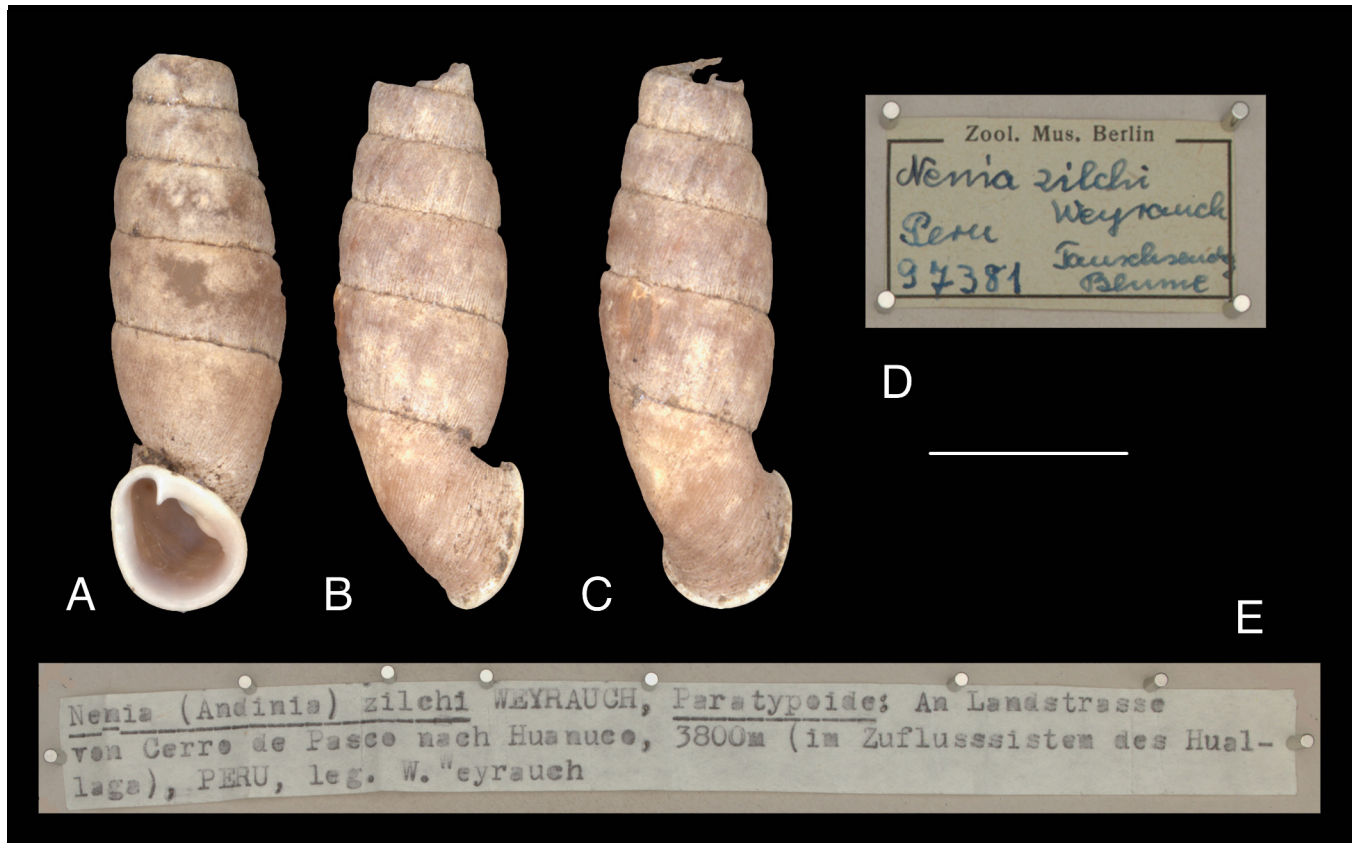 Zool. Mus. Berlin
Nenia zilchi
Weyrauch
Peru
Tauschsendg
97381
Blume
D
A
B
C
E
Nenia (Andinia) zilchi WEYRAUCH, Paratypoide; An Landstrasse
von Cerro de Pasco nach Huanuco, 3800m (im Zuflusssistem des Hual-
laga), PERU, leg. W. Weyrauch